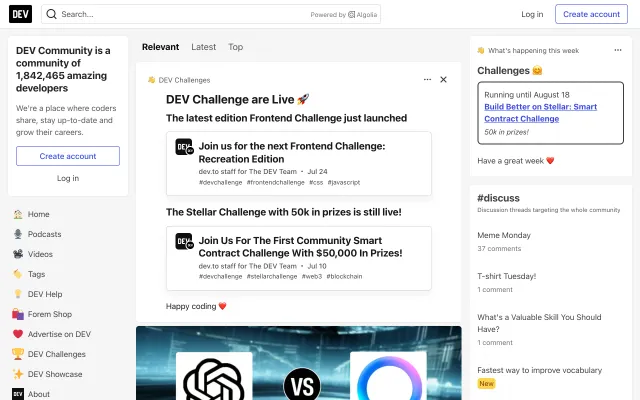 DEV
Search...
Powered by Algolia
Log in
Create account
DEV Community is a
community of
1,842,465 amazing
developers
We're a place where coders
share, stay up-to-date and
grow their careers.
Create account
Log in
Home
Podcasts
Videos
Tags
DEV Help
Forem Shop
Advertise on DEV
DEV Challenges
DEV Showcase
DEV
About
Relevant
Latest
Top
👋 DEV Challenges
DEV Challenge are Live 🚀
The latest edition Frontend Challenge just launched
DEV
Join us for the next Frontend Challenge:
Recreation Edition
dev.to staff for The DEV Team • Jul 24
#devchallenge #frontendchallenge #css #javascript
The Stellar Challenge with 50k in prizes is still live!
DEV
Join Us For The First Community Smart
Contract Challenge With $50,000 In Prizes!
dev.to staff for The DEV Team • Jul 10
#devchallenge #stellarchallenge #web3 #blockchain
Happy coding ❤️
VS
👋 What's happening this week
Challenges 🤗
Running until August 18
Build Better on Stellar: Smart
Contract Challenge
50k in prizes!
Have a great week ❤️
#discuss
Discussion threads targeting the whole community
Meme Monday
37 comments
T-shirt Tuesday!
1 comment
What's a Valuable Skill You Should
Have?
1 comment
Fastest way to improve vocabulary
New